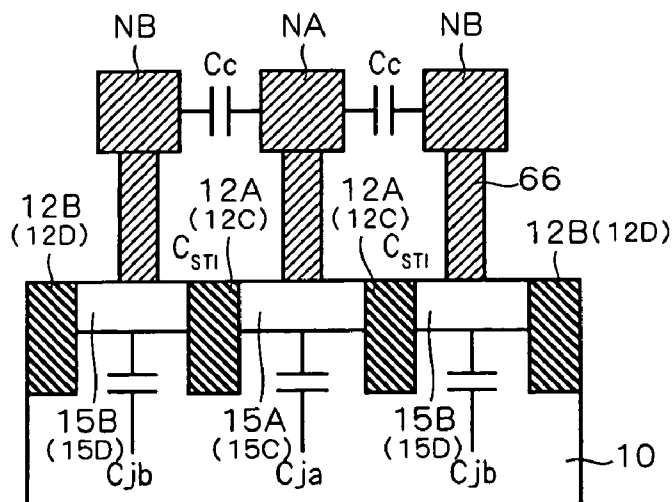 NB NA NB
Cc Cc
66
12B 12A 12A
(12D) (12C) (12C) 12B(12D)
CSTI CSTI
15B 15A 15B
(15D) (15C) (15D) 10
Cjb Cja Cjb